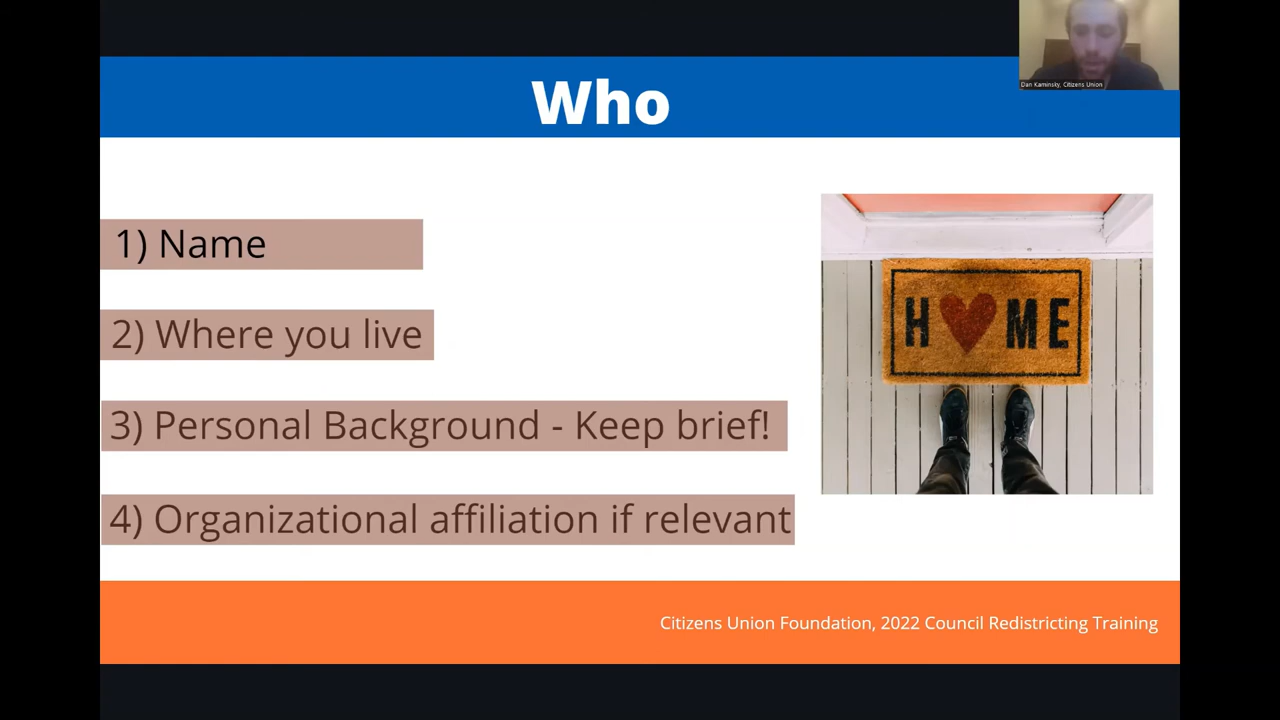 Who
Dan Kaminsky, Citizens Union
1) Name
2) Where you live
3) Personal Background - Keep brief!
4) Organizational affiliation if relevant
H❤ME
Citizens Union Foundation, 2022 Council Redistricting Training